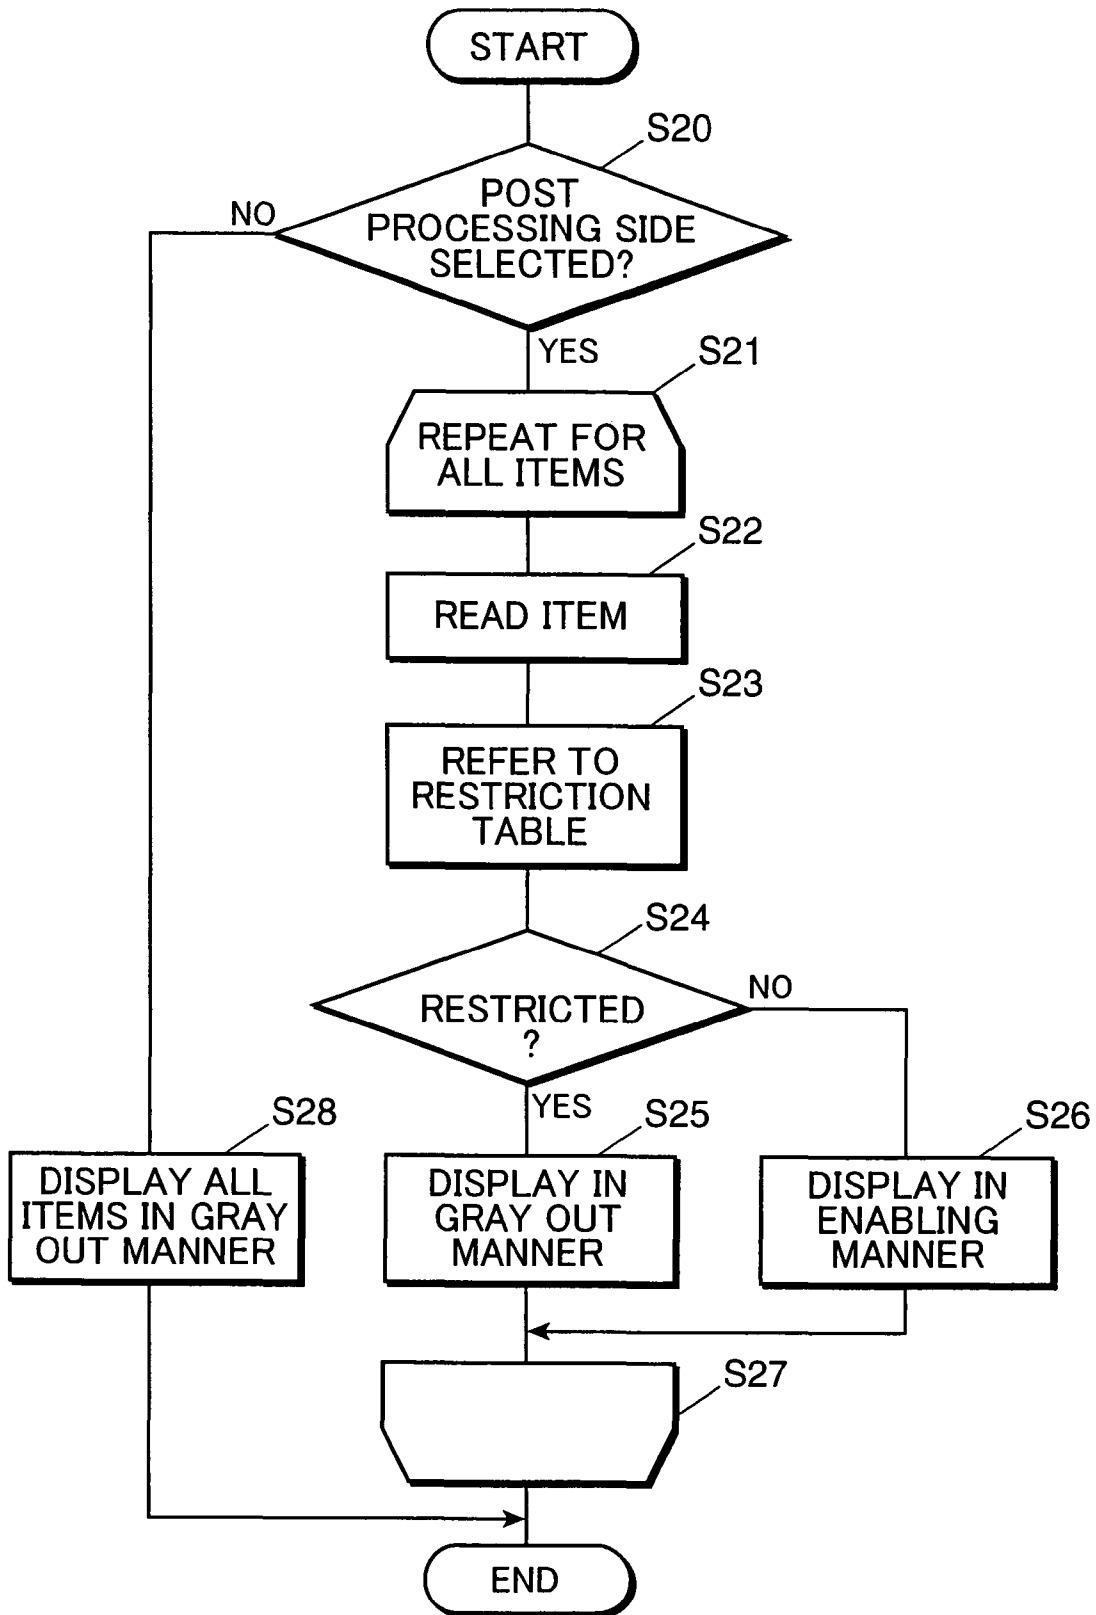 START
S20
POST
PROCESSING SIDE
SELECTED?
NO
YES
S21
REPEAT FOR
ALL ITEMS
S22
READ ITEM
S23
REFER TO
RESTRICTION
TABLE
S24
RESTRICTED
?
NO
YES
S28
DISPLAY ALL
ITEMS IN GRAY
OUT MANNER
S25
DISPLAY IN
GRAY OUT
MANNER
S26
DISPLAY IN
ENABLING
MANNER
S27
END